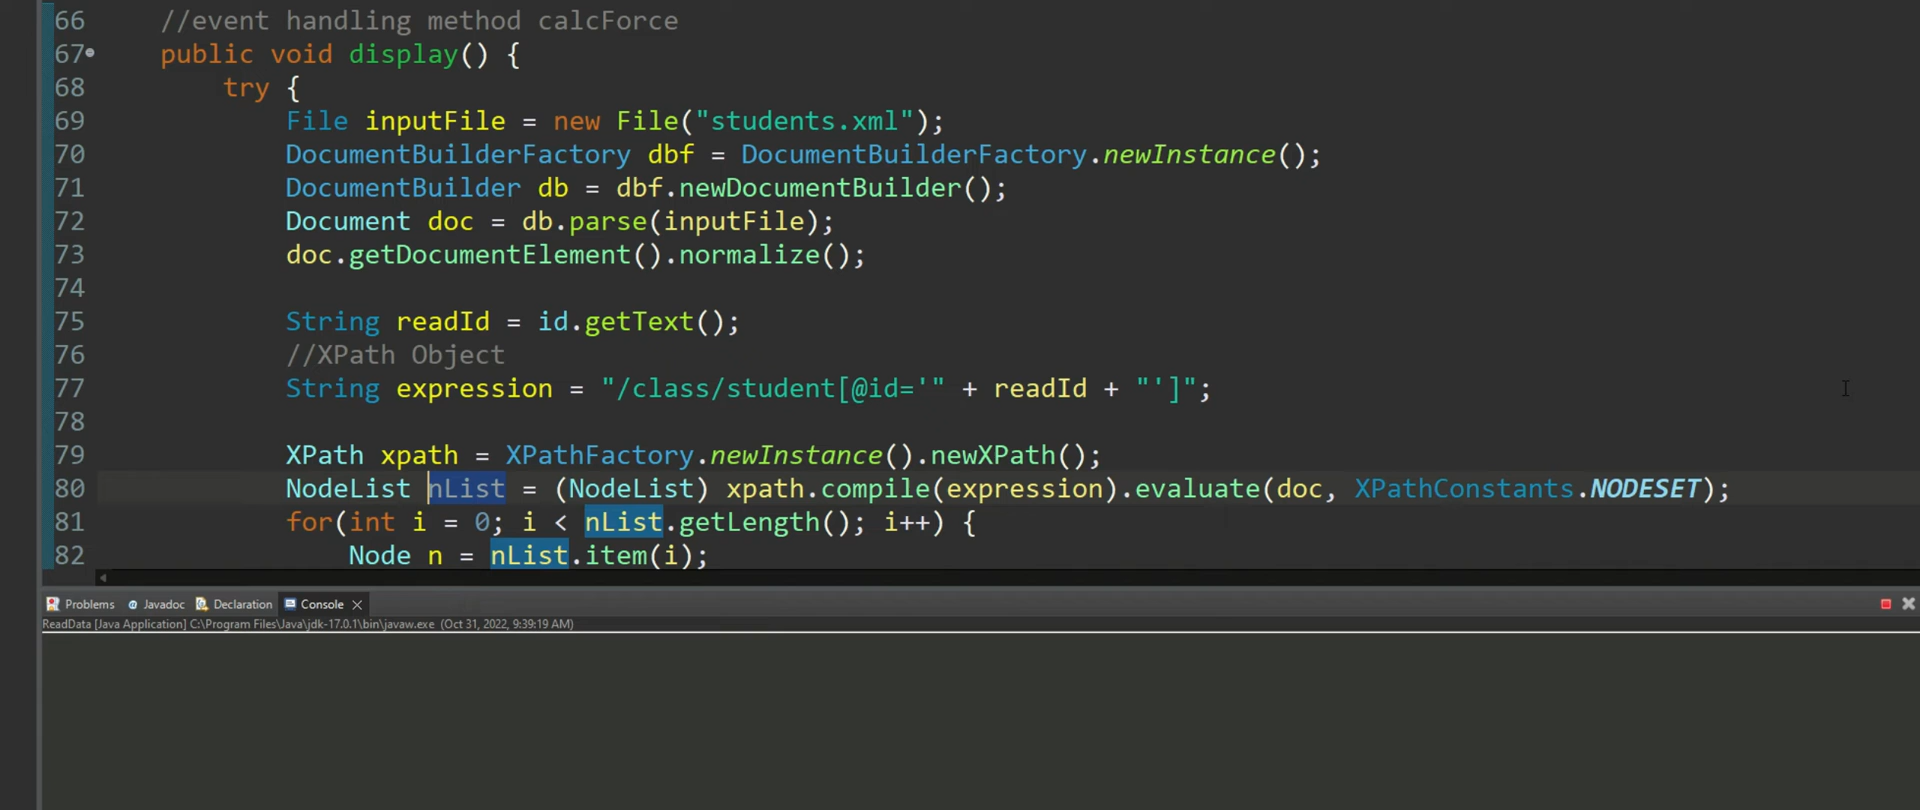 66 //event handling method calcForce
67 public void display() {
68 try {
69 File inputFile = new File("students.xml");
70 DocumentBuilderFactory dbf = DocumentBuilderFactory.newInstance();
71 DocumentBuilder db = dbf.newDocumentBuilder();
72 Document doc = db.parse(inputFile);
73 doc.getDocumentElement().normalize();
74
75 String readId = id.getText();
76 //XPath Object
77 String expression = "/class/student[@id='" + readId + "']";
78
79 XPath xpath = XPathFactory.newInstance().newXPath();
80 NodeList nList = (NodeList) xpath.compile(expression).evaluate(doc, XPathConstants.NODESET);
81 for(int i = 0; i < nList.getLength(); i++) {
82 Node n = nList.item(i);
Problems Javadoc Declaration Console
ReadData [Java Application] C:\Program Files\Java\jdk-17.0.1\bin\javaw.exe (Oct 31, 2022, 9:39:19 AM)